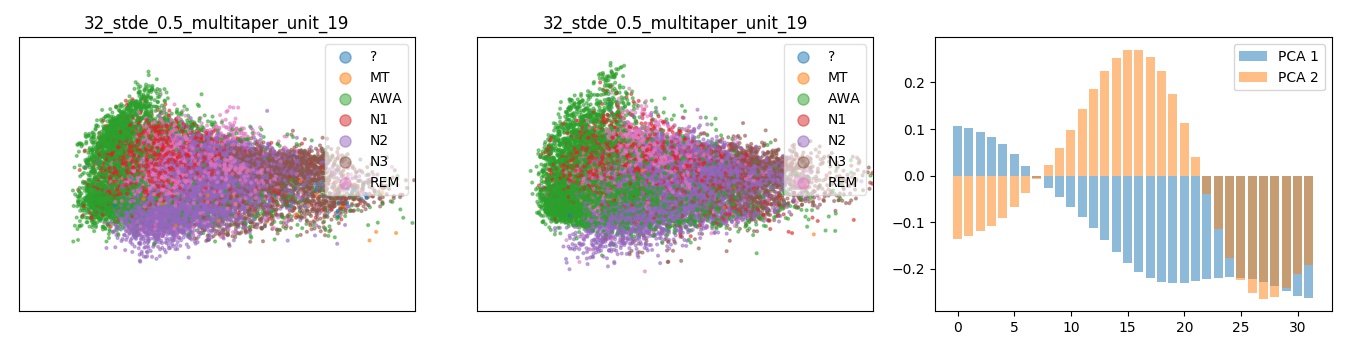 32_stde_0.5_multitaper_unit_19
?
MT
AWA
N1
N2
N3
REM
32_stde_0.5_multitaper_unit_19
?
MT
AWA
N1
N2
N3
REM
PCA 1
PCA 2
0.2
0.1
0.0
−0.1
−0.2
0 5 10 15 20 25 30